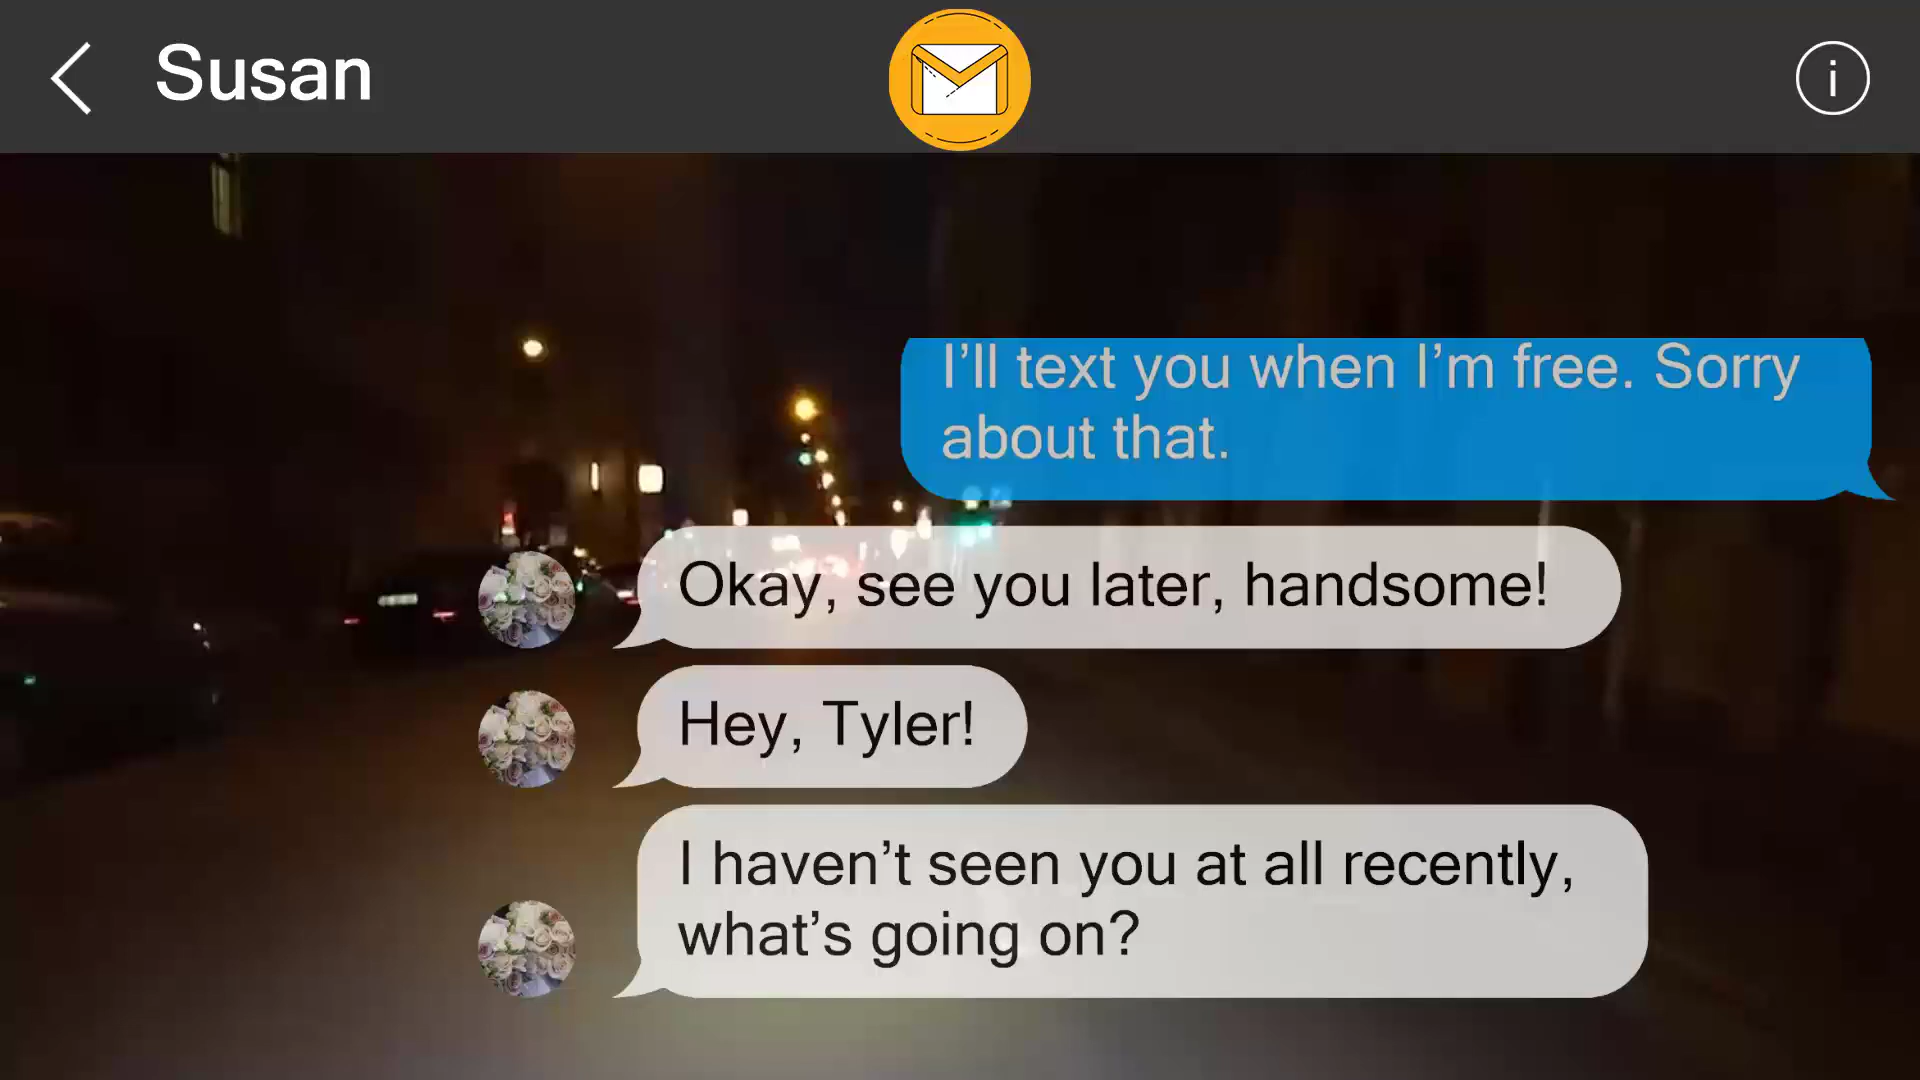 Susan
i
I’ll text you when I’m free. Sorry
about that.
Okay, see you later, handsome!
Hey, Tyler!
I haven’t seen you at all recently,
what’s going on?